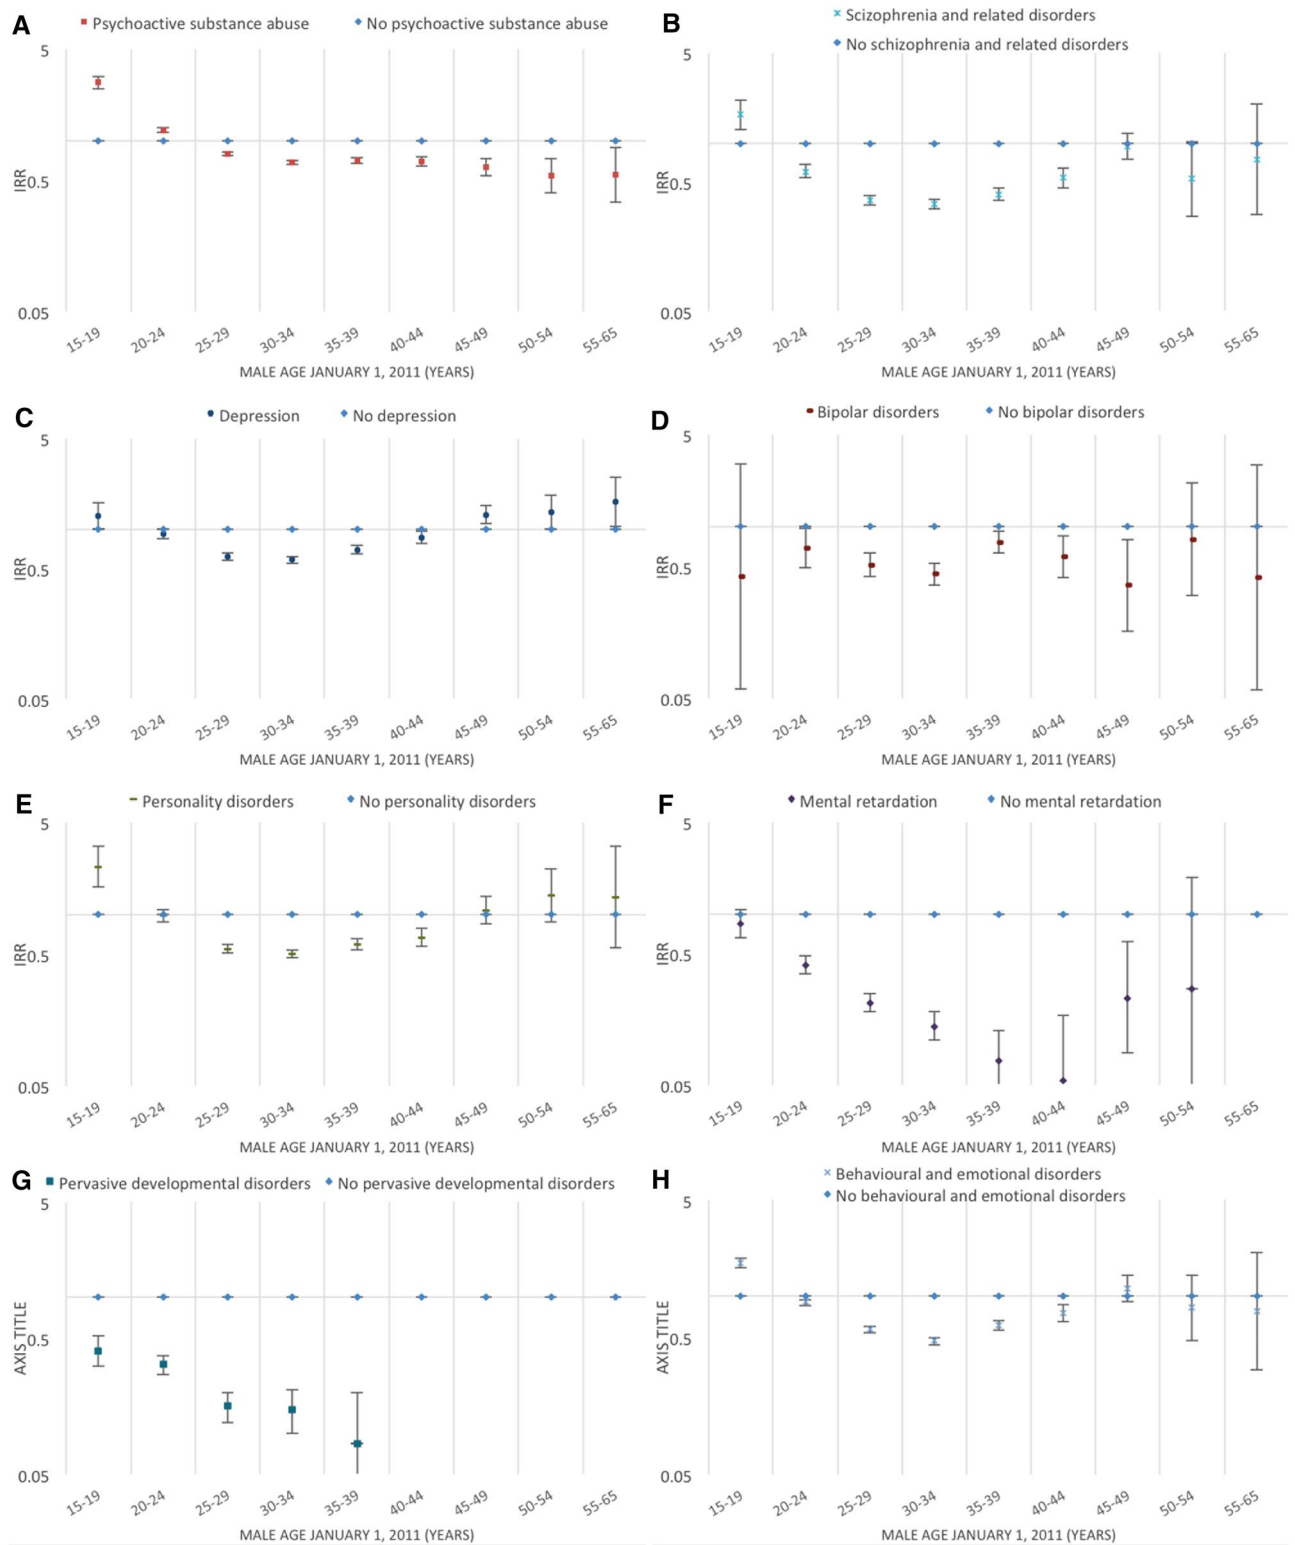 A
Psychoactive substance abuse
No psychoactive substance abuse
5
IRR
0.5
0.05
15-19 20-24 25-29 30-34 35-39 40-44 45-49 50-54 55-65
MALE AGE JANUARY 1, 2011 (YEARS)
B
Scizophrenia and related disorders
No schizophrenia and related disorders
5
IRR
0.5
0.05
15-19 20-24 25-29 30-34 35-39 40-44 45-49 50-54 55-65
MALE AGE JANUARY 1, 2011 (YEARS)
C
Depression
No depression
5
IRR
0.5
0.05
15-19 20-24 25-29 30-34 35-39 40-44 45-49 50-54 55-65
MALE AGE JANUARY 1, 2011 (YEARS)
D
Bipolar disorders
No bipolar disorders
5
IRR
0.5
0.05
15-19 20-24 25-29 30-34 35-39 40-44 45-49 50-54 55-65
MALE AGE JANUARY 1, 2011 (YEARS)
E
Personality disorders
No personality disorders
5
IRR
0.5
0.05
15-19 20-24 25-29 30-34 35-39 40-44 45-49 50-54 55-65
MALE AGE JANUARY 1, 2011 (YEARS)
F
Mental retardation
No mental retardation
5
IRR
0.5
0.05
15-19 20-24 25-29 30-34 35-39 40-44 45-49 50-54 55-65
MALE AGE JANUARY 1, 2011 (YEARS)
G
Pervasive developmental disorders
No pervasive developmental disorders
5
AXIS TITLE
0.5
0.05
15-19 20-24 25-29 30-34 35-39 40-44 45-49 50-54 55-65
MALE AGE JANUARY 1, 2011 (YEARS)
H
Behavioural and emotional disorders
No behavioural and emotional disorders
5
AXIS TITLE
0.5
0.05
15-19 20-24 25-29 30-34 35-39 40-44 45-49 50-54 55-65
MALE AGE JANUARY 1, 2011 (YEARS)